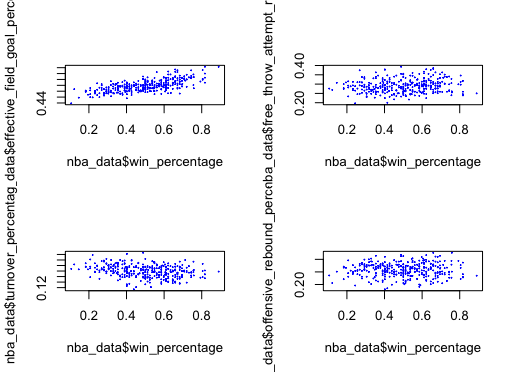 nba_data$effective_field_goal_perc
0.44
0.2 0.4 0.6 0.8
nba_data$win_percentage
nba_data$free_throw_attempt_r
0.20 0.40
0.2 0.4 0.6 0.8
nba_data$win_percentage
nba_data$turnover_percentag
0.12
0.2 0.4 0.6 0.8
nba_data$win_percentage
_data$offensive_rebound_perc
0.20
0.2 0.4 0.6 0.8
nba_data$win_percentage